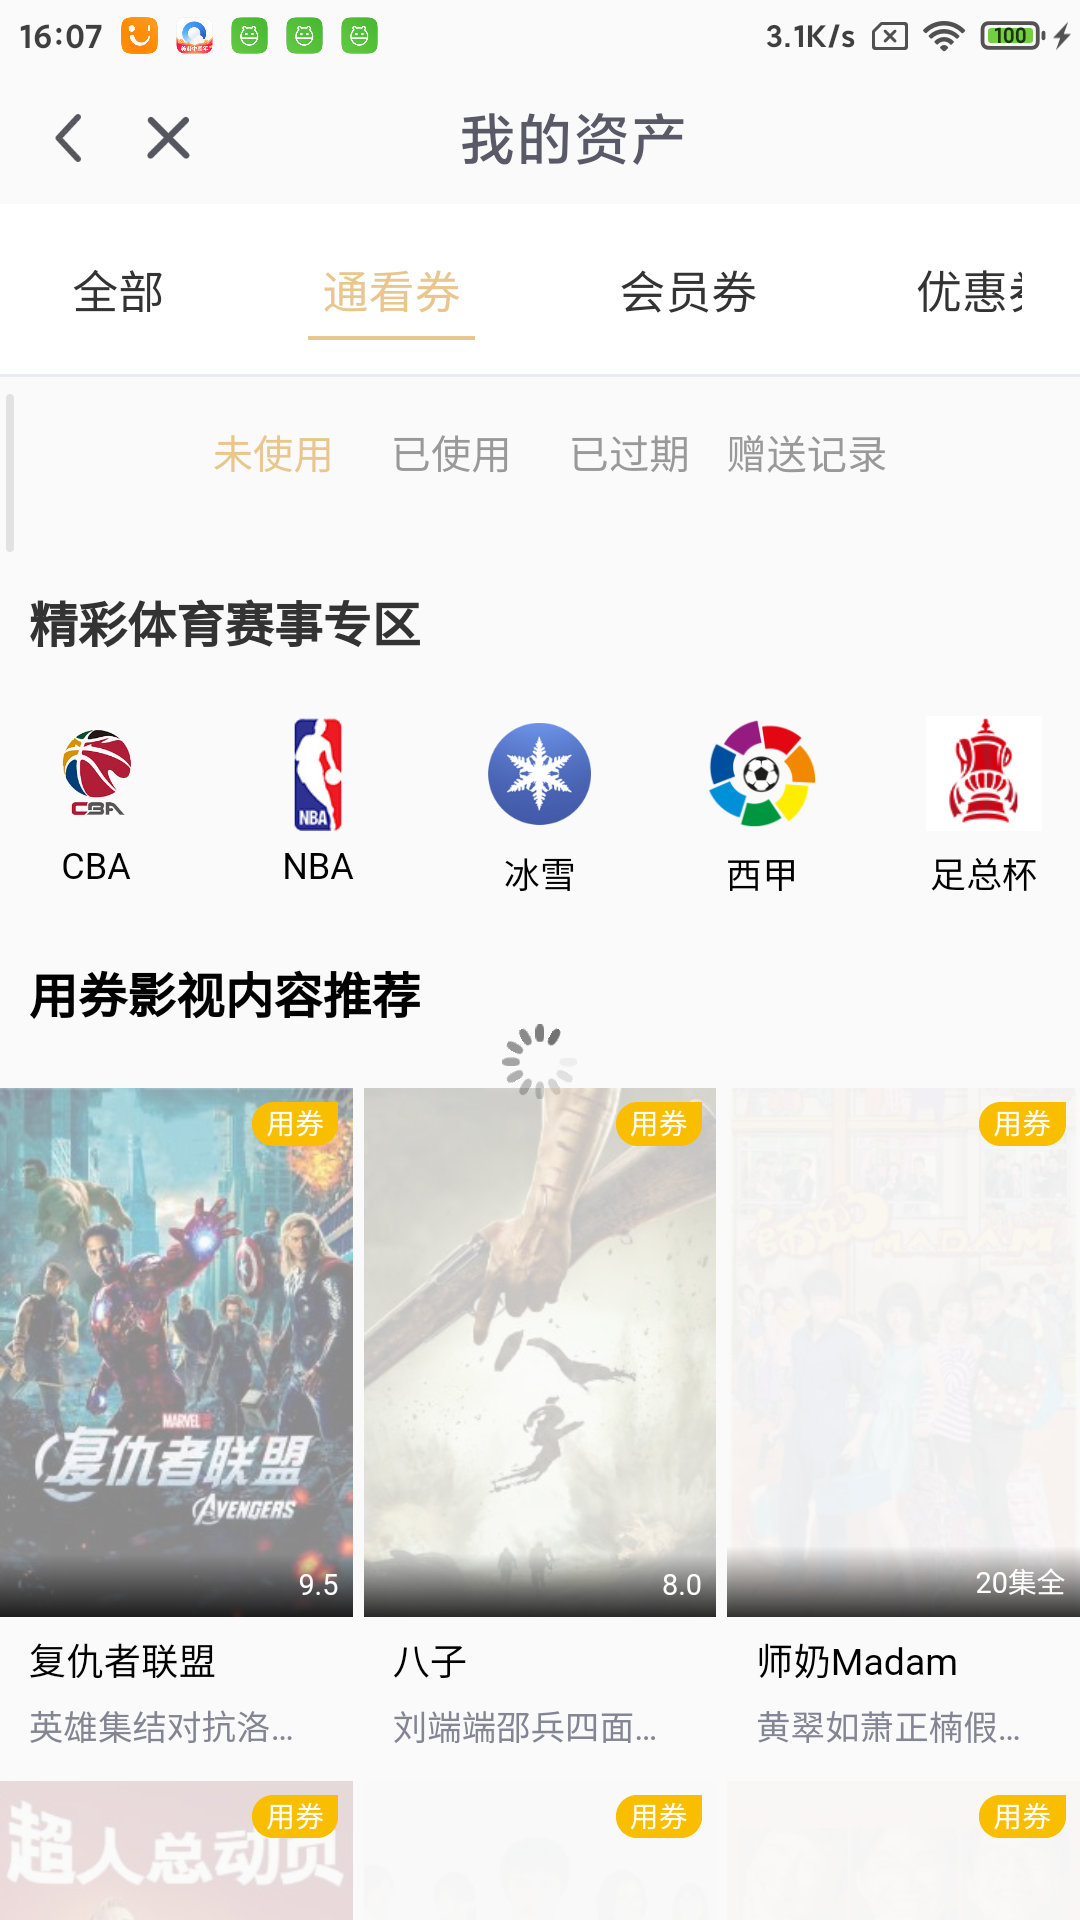 16:07
3.1K/s
100
我的资产
全部 通看券 会员券 优惠
未使用 已使用 已过期 赠送记录
精彩体育赛事专区
CBA
NBA
CBA NBA 冰雪 西甲 足总杯
用券影视内容推荐
用券 用券 用券
MARVEL
复仇者联盟
AVENGERS
MADAM
9.5 8.0 20集全
复仇者联盟 八子 师奶Madam
英雄集结对抗洛... 刘端端邵兵四面... 黄翠如萧正楠假...
用券 用券 用券
超人总动员